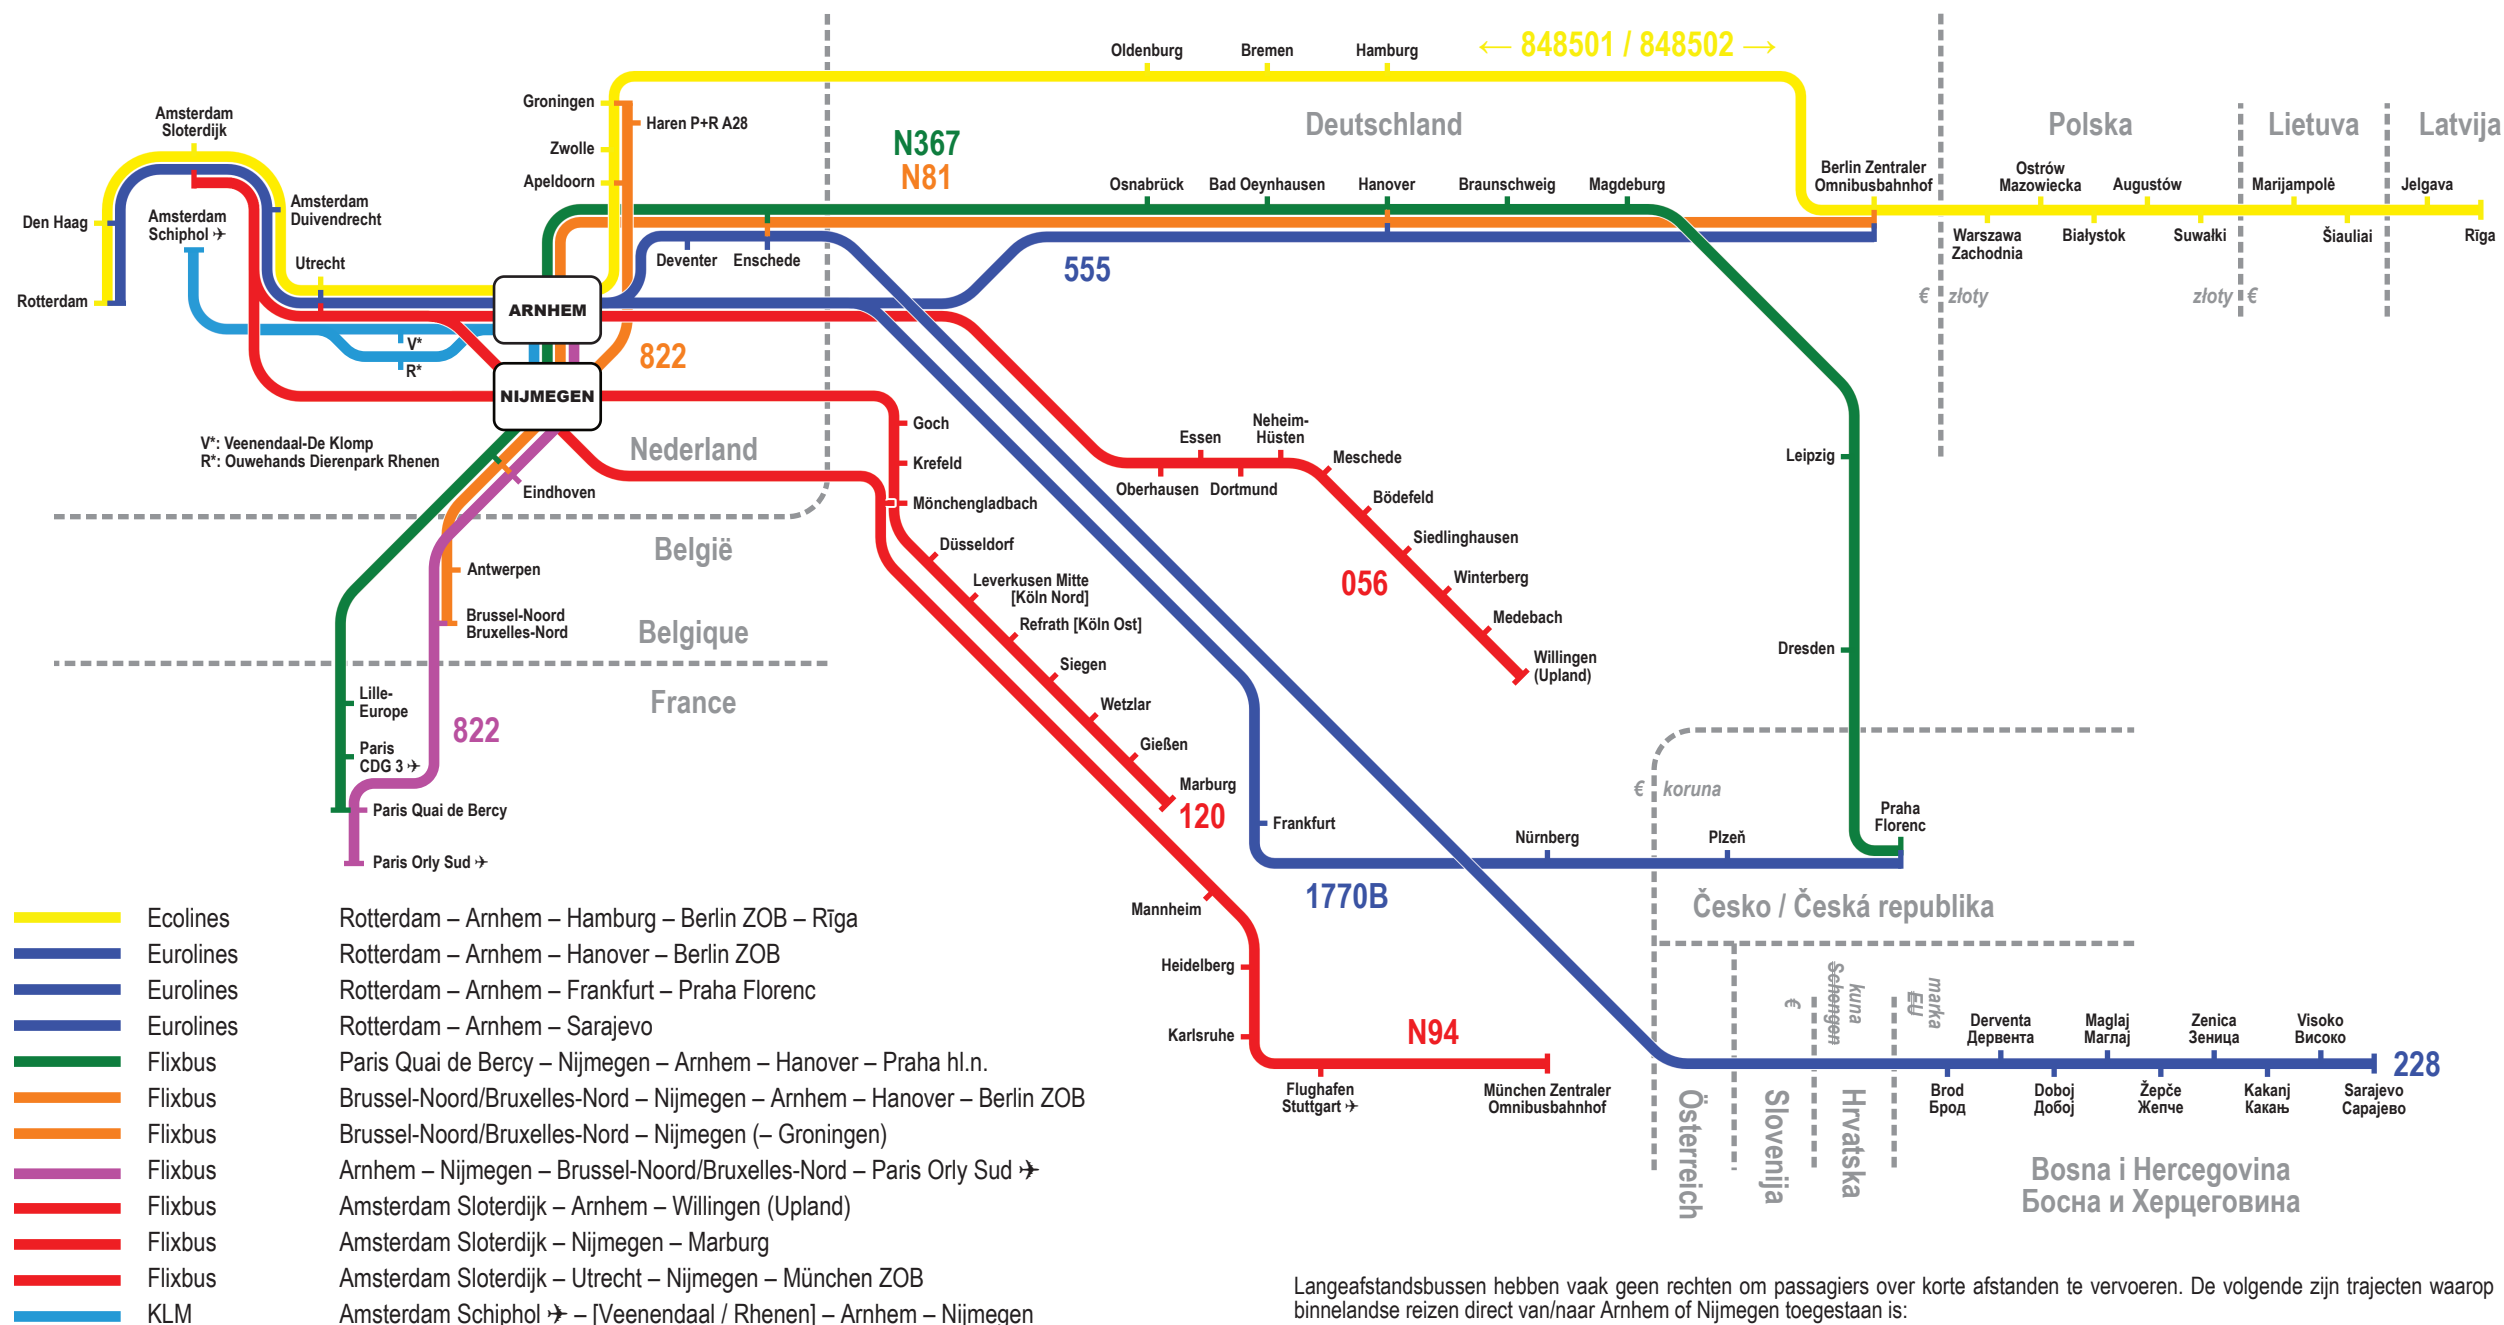 ← 848501 / 848502 →
Oldenburg
Bremen
Hamburg
Groningen
Haren P+R A28
Zwolle
Apeldoorn
Amsterdam
Sloterdijk
N367
N81
Deutschland
Polska
Lietuva
Latvija
Osnabrück
Bad Oeynhausen
Hanover
Braunschweig
Magdeburg
Berlin Zentraler
Omnibusbahnhof
Ostrów
Mazowiecka
Augustów
Marijampolė
Jelgava
Den Haag
Amsterdam
Schiphol ✈
Amsterdam
Duivendrecht
Utrecht
Deventer
Enschede
555
Warszawa
Zachodnia
Białystok
Suwałki
Šiauliai
Rīga
Rotterdam
ARNHEM
€
złoty
złoty
€
V*
R*
822
NIJMEGEN
V*: Veenendaal-De Klomp
R*: Ouwehands Dierenpark Rhenen
Nederland
Eindhoven
Goch
Krefeld
Mönchengladbach
Essen
Neheim-
Hüsten
Oberhausen
Dortmund
Meschede
Bödefeld
Siedlinghausen
Winterberg
Medebach
Willingen
(Upland)
056
Leipzig
Dresden
België
Belgique
France
Antwerpen
Brussel-Noord
Bruxelles-Nord
Düsseldorf
Leverkusen Mitte
[Köln Nord]
Refrath [Köln Ost]
Siegen
Wetzlar
Gießen
Marburg
120
Lille-
Europe
Paris
CDG 3 ✈
822
Paris Quai de Bercy
Paris Orly Sud ✈
€
koruna
Praha
Florenc
Frankfurt
Nürnberg
Plzeň
1770B
Česko / Česká republika
Mannheim
Heidelberg
Karlsruhe
N94
Flughafen
Stuttgart ✈
München Zentraler
Omnibusbahnhof
€
Schengen
kuna
EU
marka
Derventa
Дервента
Maglaj
Маглај
Zenica
Зеница
Visoko
Високо
228
Brod
Брод
Doboj
Добој
Žepče
Жепче
Kakanj
Какањ
Sarajevo
Сарајево
Österreich
Slovenija
Hrvatska
Bosna i Hercegovina
Босна и Херцеговина
Ecolines Rotterdam – Arnhem – Hamburg – Berlin ZOB – Rīga
Eurolines Rotterdam – Arnhem – Hanover – Berlin ZOB
Eurolines Rotterdam – Arnhem – Frankfurt – Praha Florenc
Eurolines Rotterdam – Arnhem – Sarajevo
Flixbus Paris Quai de Bercy – Nijmegen – Arnhem – Hanover – Praha hl.n.
Flixbus Brussel-Noord/Bruxelles-Nord – Nijmegen – Arnhem – Hanover – Berlin ZOB
Flixbus Brussel-Noord/Bruxelles-Nord – Nijmegen (– Groningen)
Flixbus Arnhem – Nijmegen – Brussel-Noord/Bruxelles-Nord – Paris Orly Sud ✈
Flixbus Amsterdam Sloterdijk – Arnhem – Willingen (Upland)
Flixbus Amsterdam Sloterdijk – Nijmegen – Marburg
Flixbus Amsterdam Sloterdijk – Utrecht – Nijmegen – München ZOB
KLM Amsterdam Schiphol ✈ – [Veenendaal / Rhenen] – Arnhem – Nijmegen
Langeafstandsbussen hebben vaak geen rechten om passagiers over korte afstanden te vervoeren. De volgende zijn trajecten waarop
binnelandse reizen direct van/naar Arnhem of Nijmegen toegestaan is: